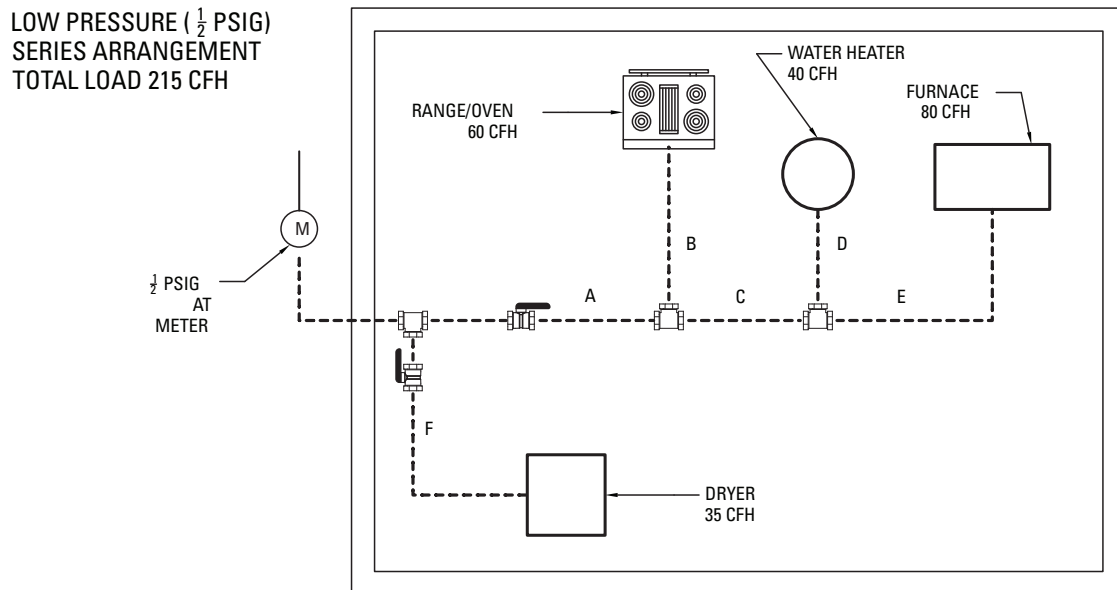 LOW PRESSURE ( 1/2 PSIG)
SERIES ARRANGEMENT
TOTAL LOAD 215 CFH
WATER HEATER
40 CFH
FURNACE
80 CFH
RANGE/OVEN
60 CFH
M
B
D
1/2 PSIG
AT
METER
A
C
E
F
DRYER
35 CFH